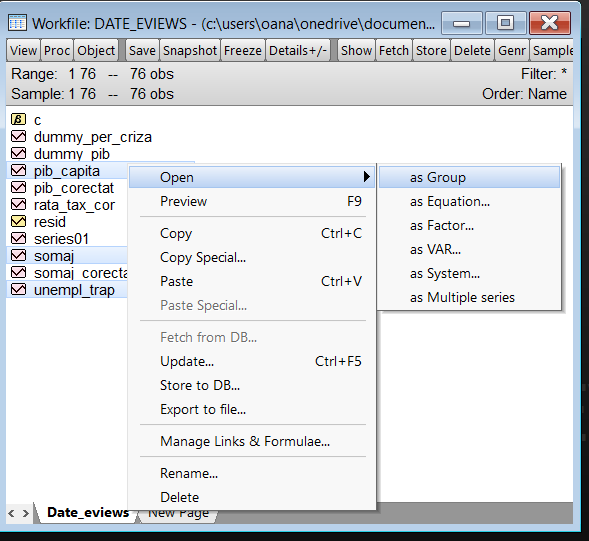 Workfile: DATE_EVIEWS - (c:\users\oana\onedrive\documen...
View Proc Object Save Snapshot Freeze Details+/- Show Fetch Store Delete Genr Sample
Range: 1 76 -- 76 obs Filter: *
Sample: 1 76 -- 76 obs Order: Name
β c
dummy_per_criza
dummy_pib
pib_capita
pib_corectat
rata_tax_cor
resid
series01
somaj
somaj_corecta
unempl_trap
Open
Preview F9
Copy Ctrl+C
Copy Special...
Paste Ctrl+V
Paste Special...
Fetch from DB...
Update... Ctrl+F5
Store to DB...
Export to file...
Manage Links & Formulae...
Rename...
Delete
as Group
as Equation...
as Factor...
as VAR...
as System...
as Multiple series
< > Date_eviews New Page